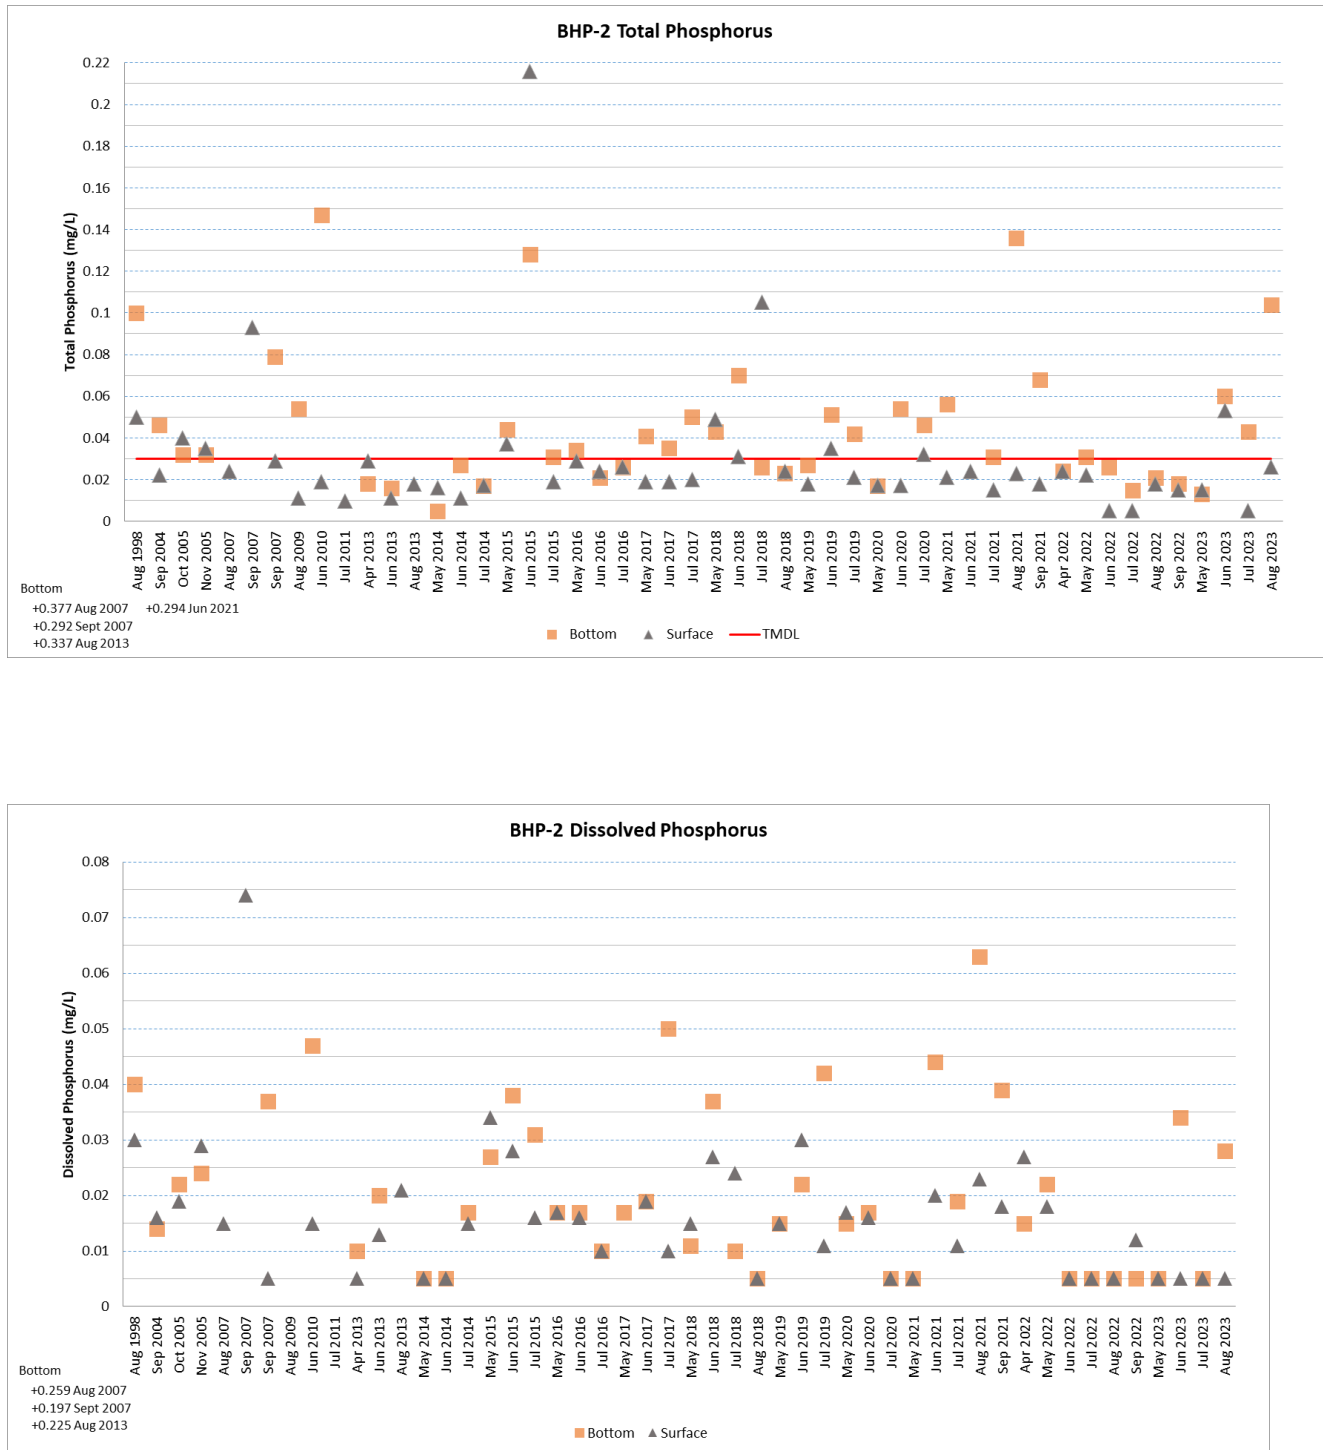 BHP-2 Total Phosphorus
0.22
0.2
0.18
0.16
0.14
0.12
0.1
0.08
0.06
0.04
0.02
0
Total Phosphorus (mg/L)
Aug 1998
Sep 2004
Oct 2005
Nov 2005
Aug 2007
Sep 2007
Sep 2007
Aug 2009
Jun 2010
Jul 2011
Apr 2013
Jun 2013
Aug 2013
May 2014
Jun 2014
Jul 2014
May 2015
Jun 2015
Jul 2015
May 2016
Jun 2016
Jul 2016
May 2017
Jun 2017
Jul 2017
May 2018
Jun 2018
Jul 2018
Aug 2018
May 2019
Jun 2019
Jul 2019
May 2020
Jun 2020
Jul 2020
May 2021
Jun 2021
Jul 2021
Aug 2021
Sep 2021
Apr 2022
May 2022
Jun 2022
Jul 2022
Aug 2022
Sep 2022
May 2023
Jun 2023
Jul 2023
Aug 2023
Bottom
+0.377 Aug 2007 +0.294 Jun 2021
+0.292 Sept 2007
+0.337 Aug 2013
Bottom Surface TMDL
BHP-2 Dissolved Phosphorus
0.08
0.07
0.06
0.05
0.04
0.03
0.02
0.01
0
Dissolved Phosphorus (mg/L)
Aug 1998
Sep 2004
Oct 2005
Nov 2005
Aug 2007
Sep 2007
Sep 2007
Aug 2009
Jun 2010
Jul 2011
Apr 2013
Jun 2013
Aug 2013
May 2014
Jun 2014
Jul 2014
May 2015
Jun 2015
Jul 2015
May 2016
Jun 2016
Jul 2016
May 2017
Jun 2017
Jul 2017
May 2018
Jun 2018
Jul 2018
Aug 2018
May 2019
Jun 2019
Jul 2019
May 2020
Jun 2020
Jul 2020
May 2021
Jun 2021
Jul 2021
Aug 2021
Sep 2021
Apr 2022
May 2022
Jun 2022
Jul 2022
Aug 2022
Sep 2022
May 2023
Jun 2023
Jul 2023
Aug 2023
Bottom
+0.259 Aug 2007
+0.197 Sept 2007
+0.225 Aug 2013
Bottom Surface